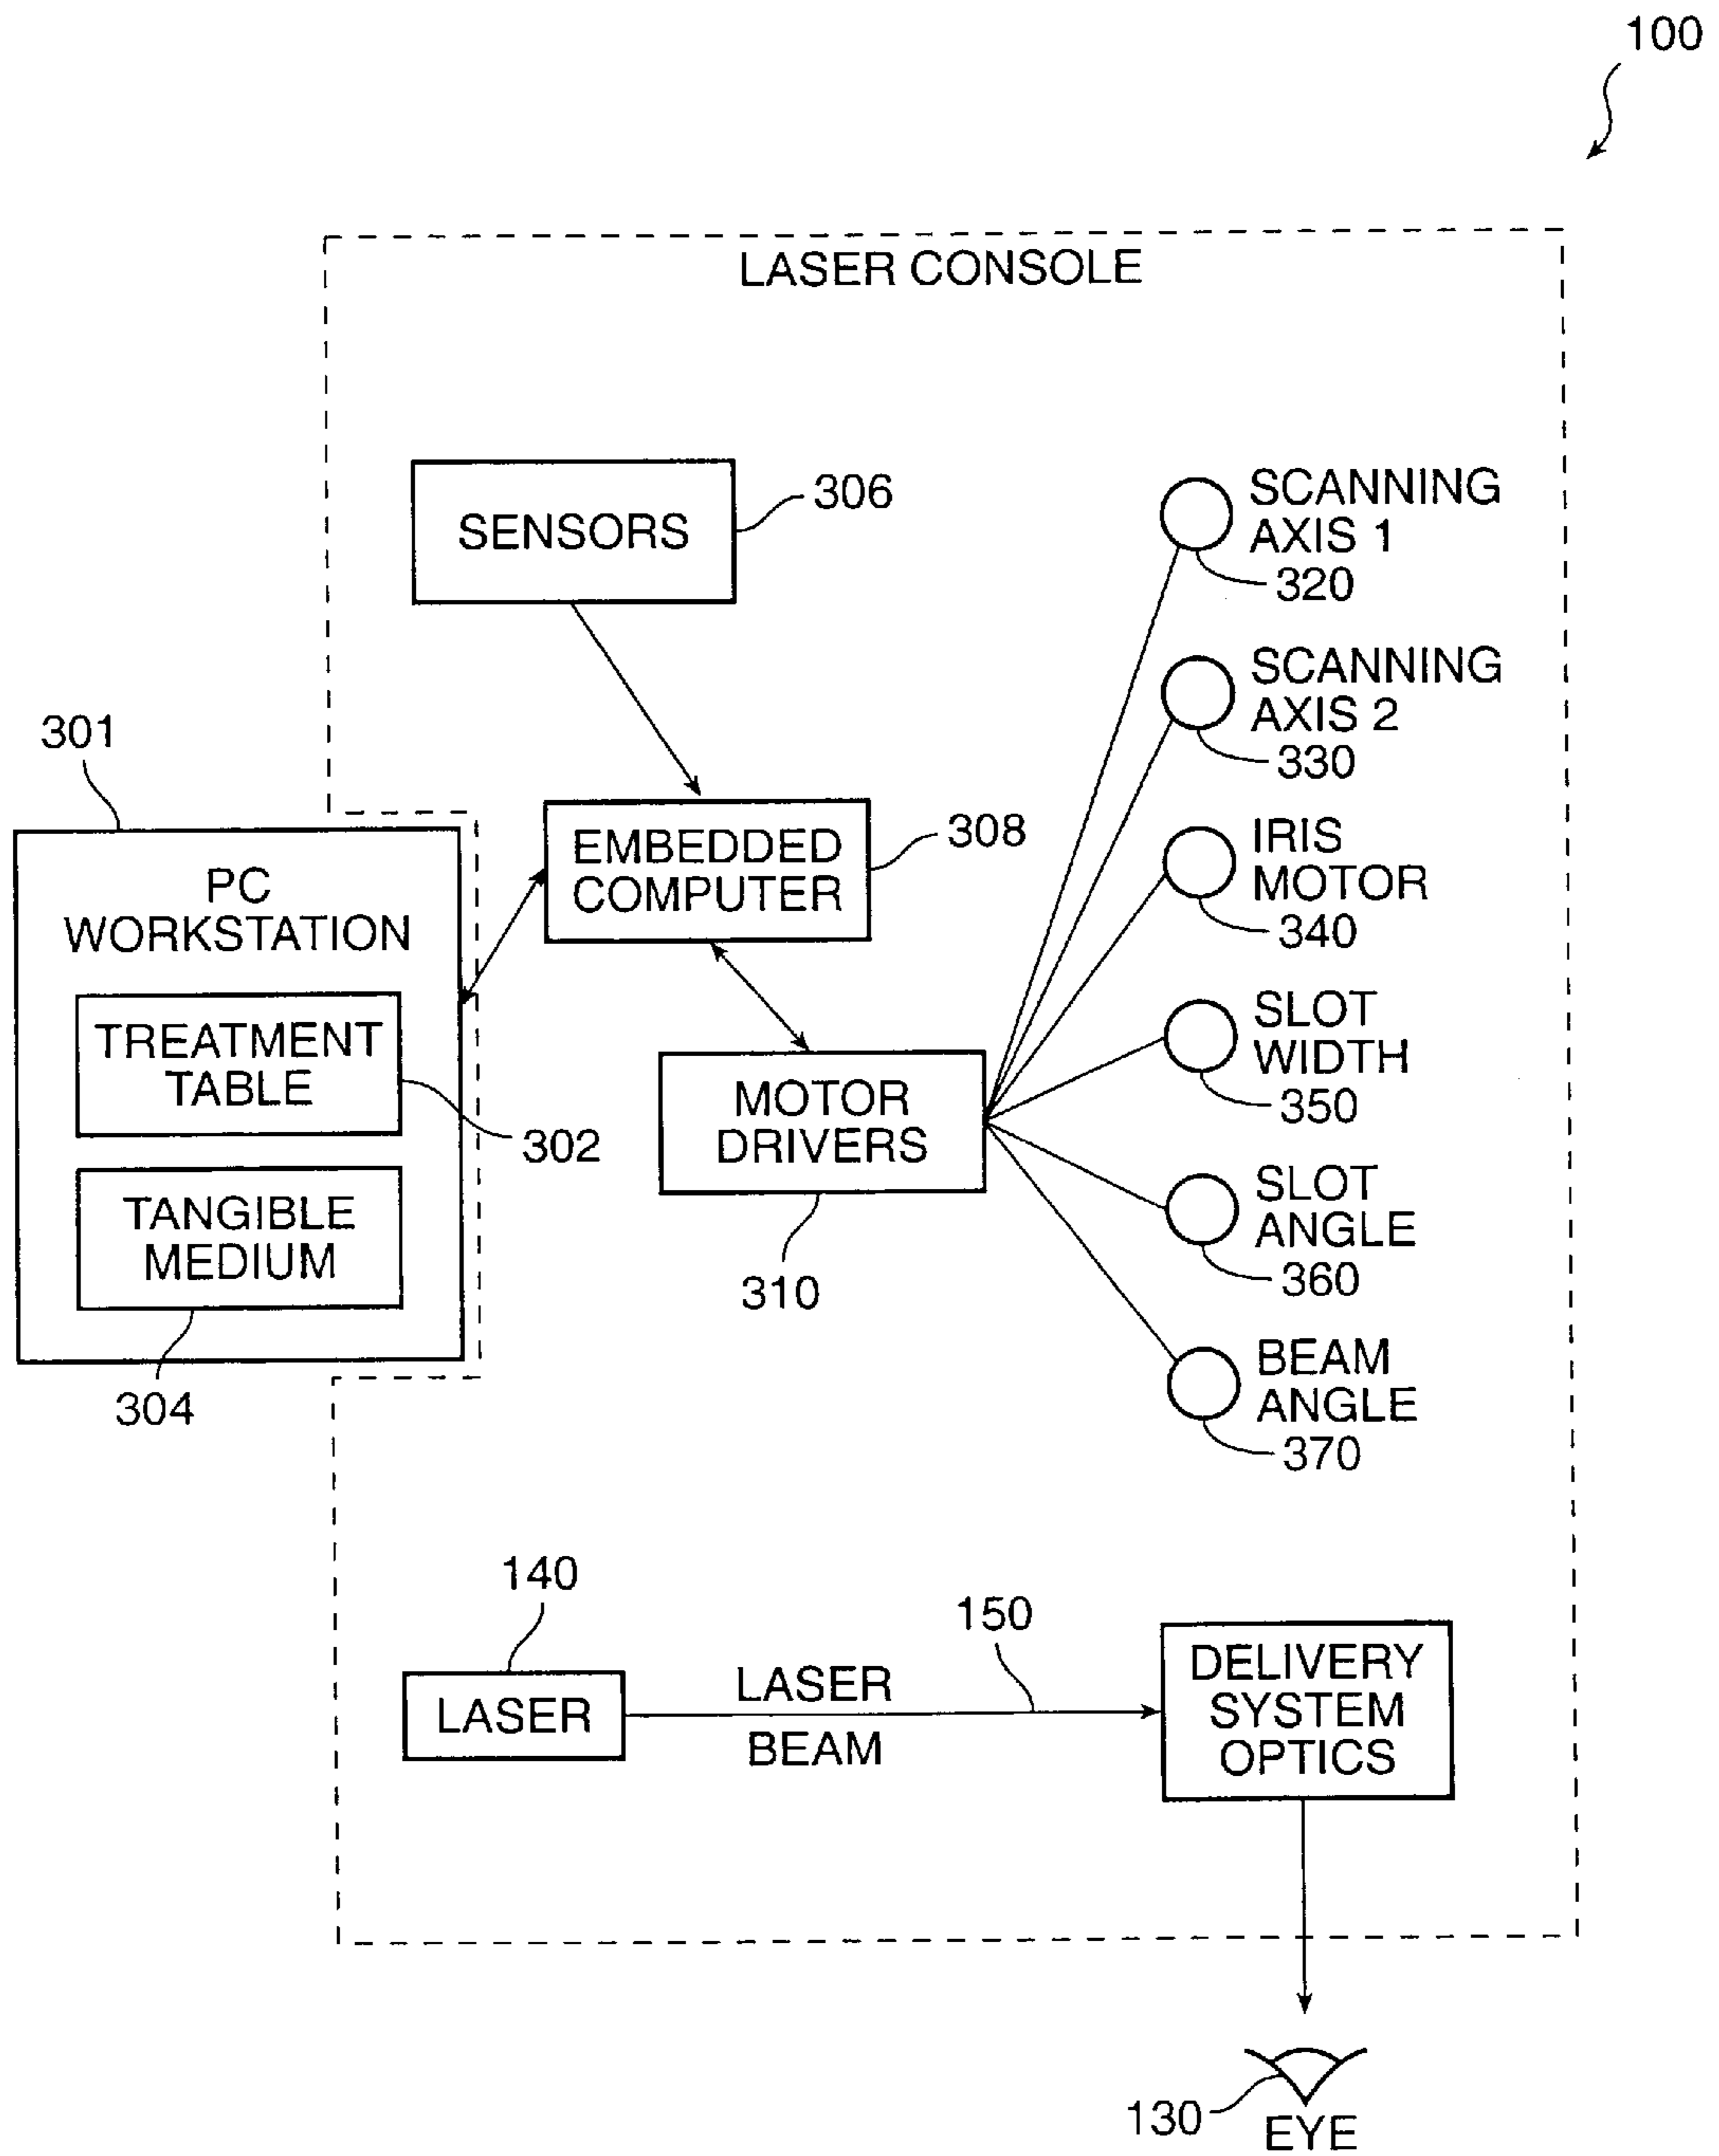 100
LASER CONSOLE
SENSORS
306
SCANNING
AXIS 1
320
SCANNING
AXIS 2
330
301
PC
WORKSTATION
TREATMENT
TABLE
302
TANGIBLE
MEDIUM
304
EMBEDDED
COMPUTER
308
IRIS
MOTOR
340
MOTOR
DRIVERS
310
SLOT
WIDTH
350
SLOT
ANGLE
360
BEAM
ANGLE
370
140
LASER
LASER
BEAM
150
DELIVERY
SYSTEM
OPTICS
130
EYE